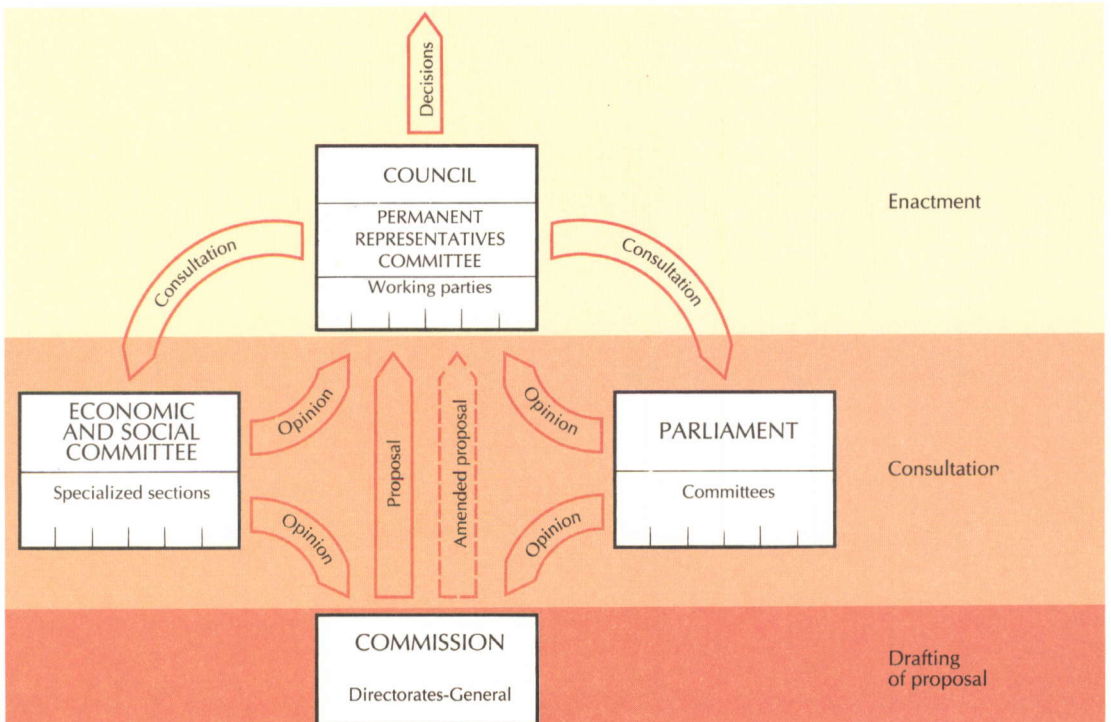 Decisions
COUNCIL
PERMANENT
REPRESENTATIVES
COMMITTEE
Working parties
Enactment
Consultation
Consultation
ECONOMIC
AND SOCIAL
COMMITTEE
Specialized sections
Opinion
Opinion
Proposal
Amended proposal
Opinion
Opinion
PARLIAMENT
Committees
Consultation
COMMISSION
Directorates-General
Drafting
of proposal